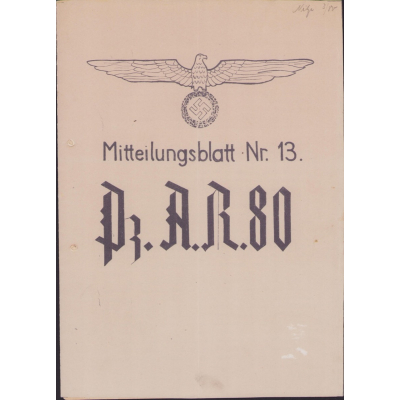 Mitteilungsblatt Nr. 13.
Pz. A.R. 80